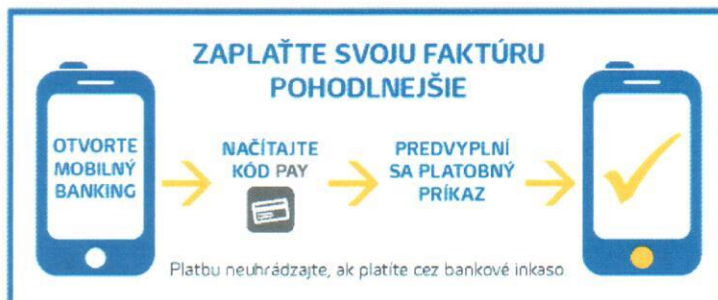 ZAPLAŤTE SVOJU FAKTÚRU
POHODLNEJŠIE
OTVORTE
MOBILNÝ
BANKING
NAČÍTAJTE
KÓD PAY
PREDVYPLNÍ
SA PLATOBNÝ
PRÍKAZ
Platbu neuhrádzajte, ak platíte cez bankové inkaso.